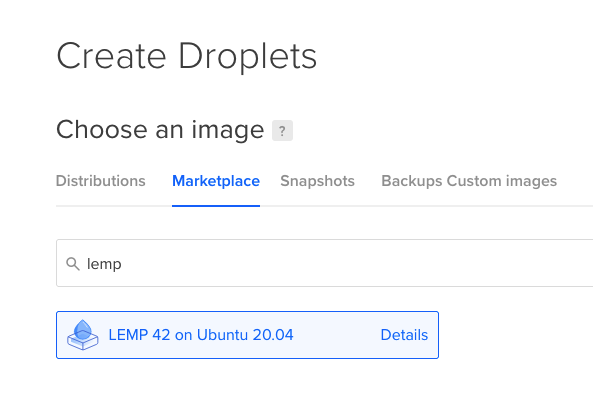 Create Droplets
Choose an image ?
Distributions Marketplace Snapshots Backups Custom images
lemp
LEMP 42 on Ubuntu 20.04 Details